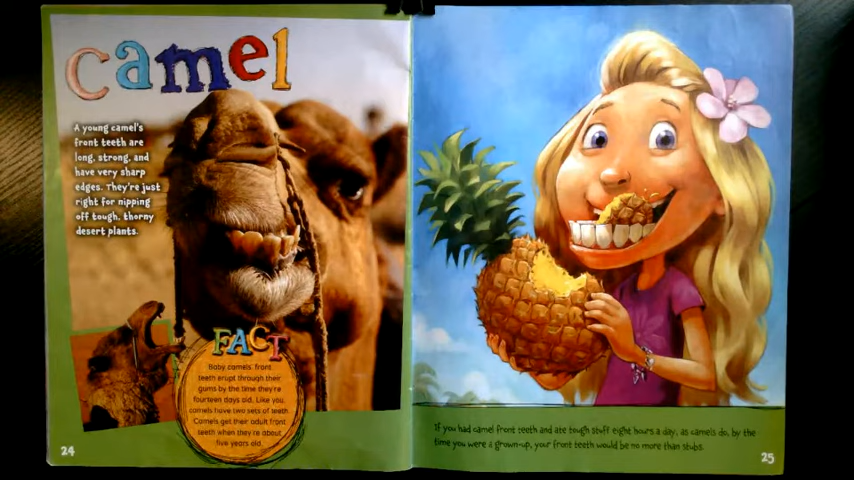 camel
A young camel's
front teeth are
long, strong, and
have very sharp
edges. They're just
right for nipping
off tough, thorny
desert plants.
FACT
Baby camels' front
teeth erupt through their
gums by the time they're
fourteen days old. Like you,
camels have two sets of teeth.
Camels get their adult front
teeth when they're about
five years old.
24
If you had camel front teeth and ate tough stuff eight hours a day, as camels do, by the
time you were a grown-up, your front teeth would be no more than stubs.
25